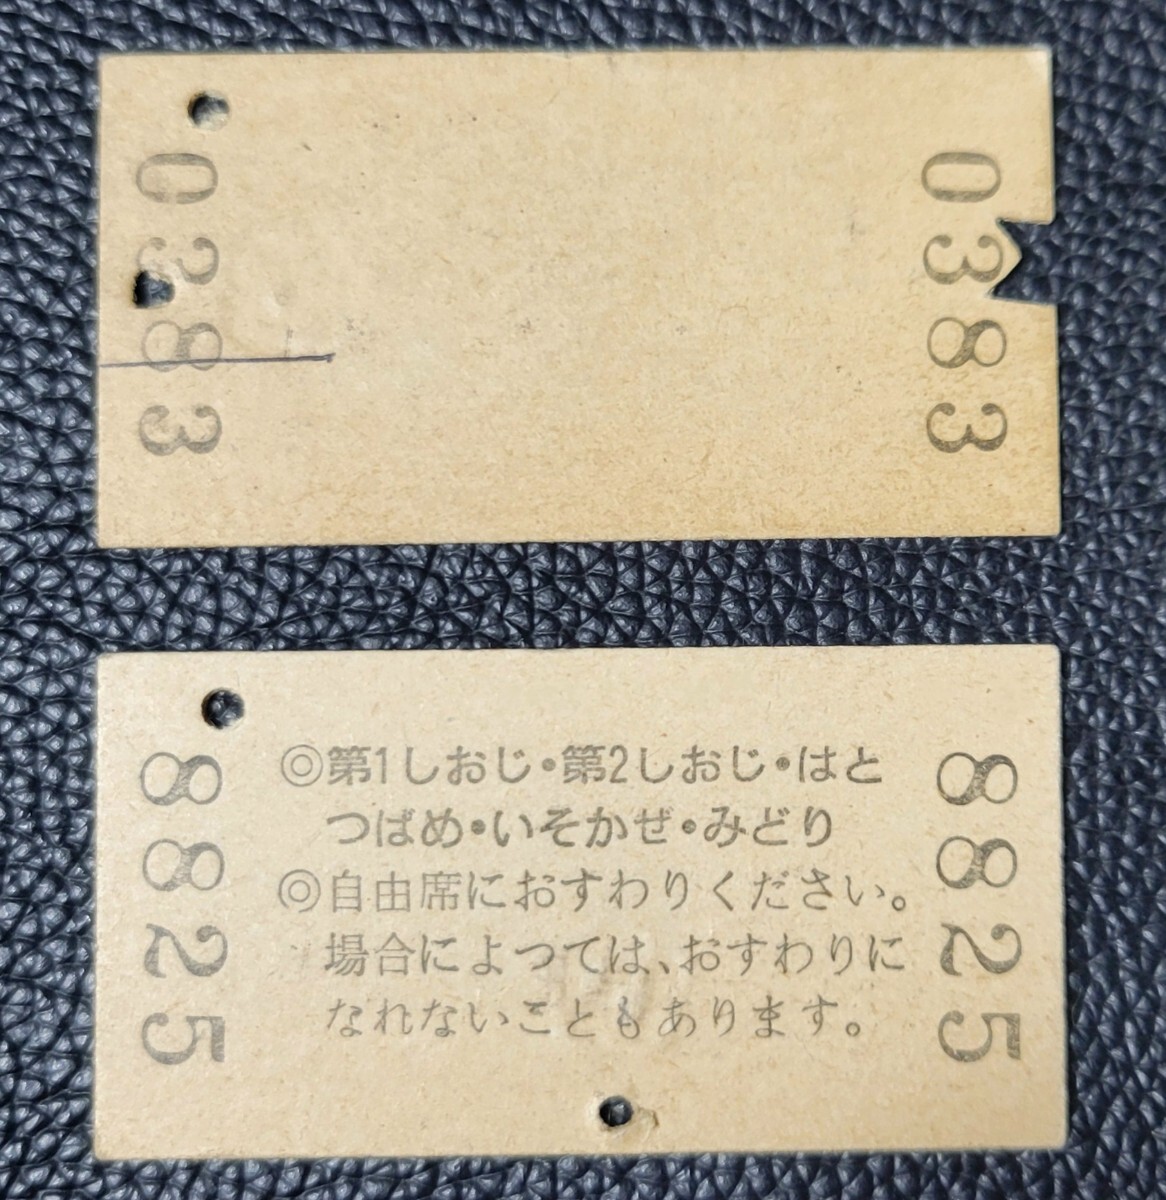 0383
0383
8825
◎第1しおじ・第2しおじ・はと
つばめ・いそかぜ・みどり
◎自由席におすわりください。
場合によつては、おすわりに
なれないこともあります。
8825